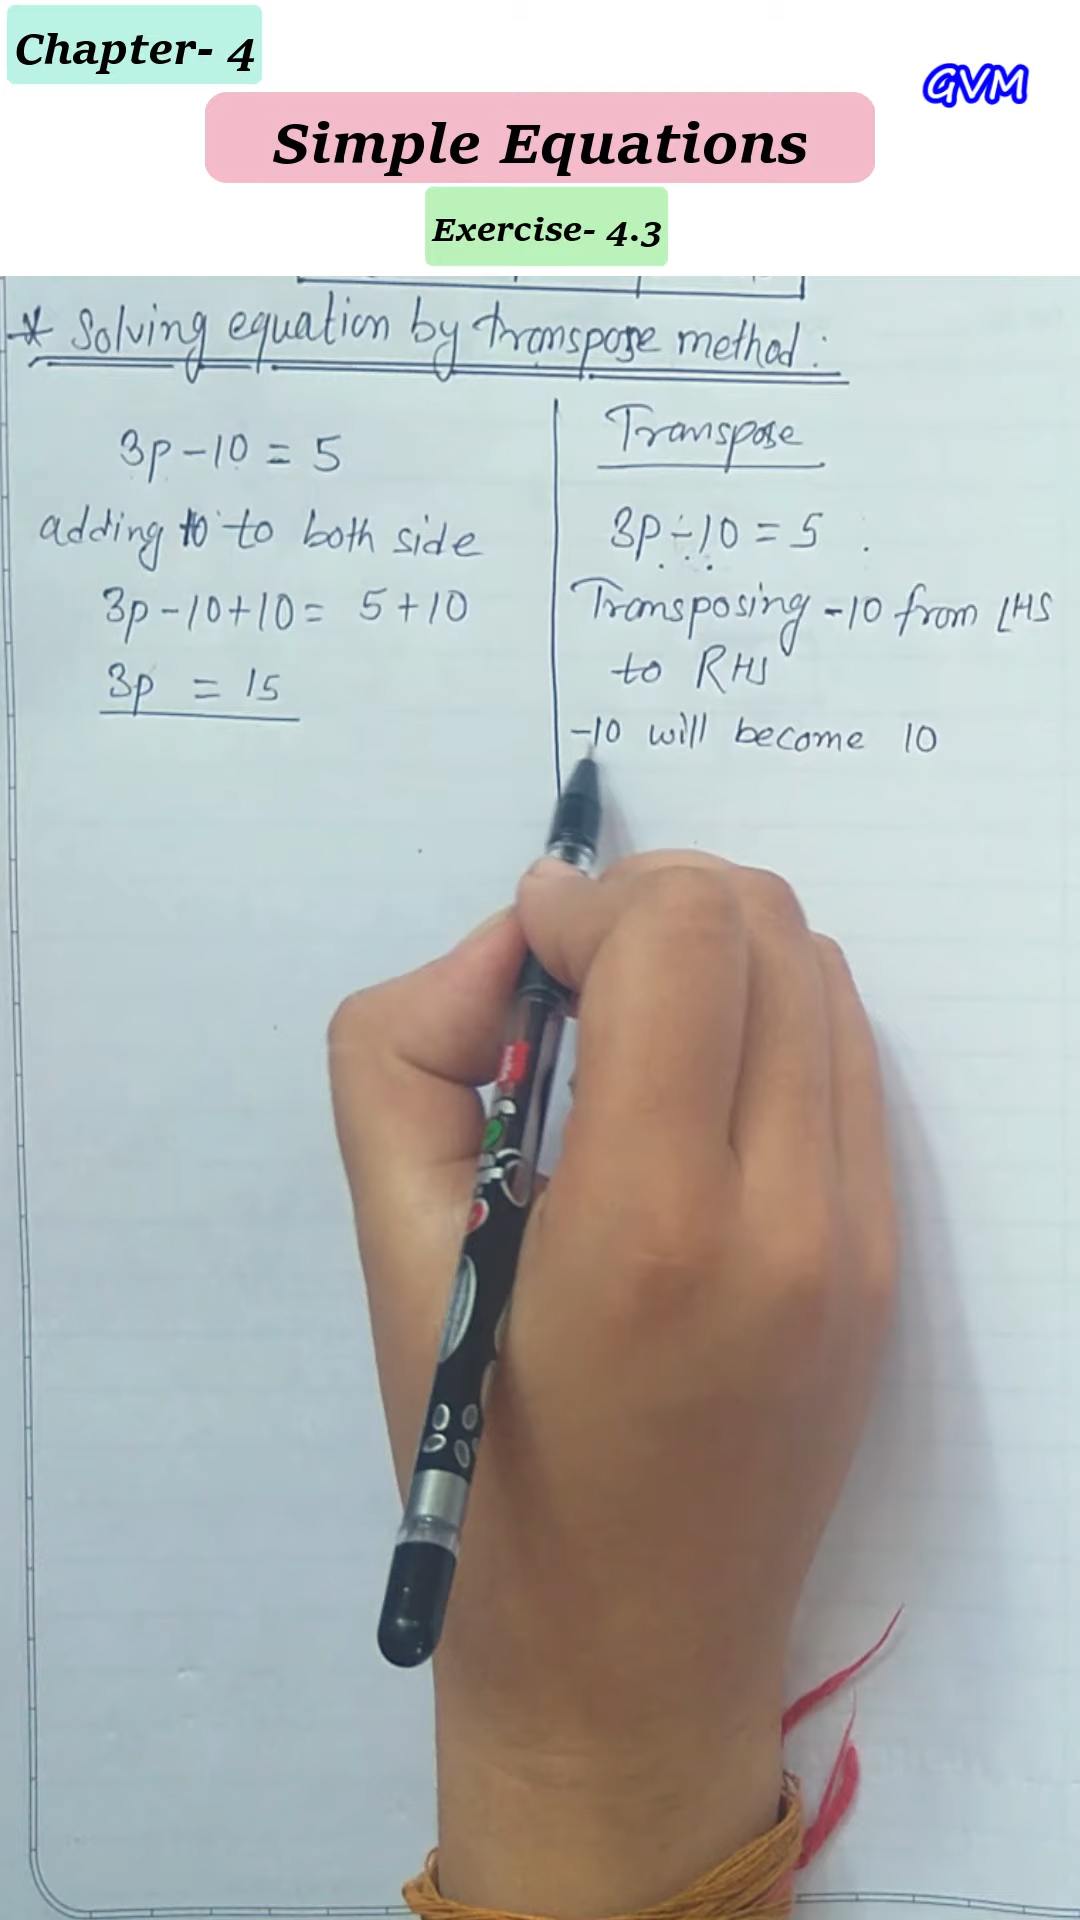 Chapter- 4
GVM
Simple Equations
Exercise- 4.3
* Solving equation by transpose method :
3p - 10 = 5
adding 10 to both side
3p - 10 + 10 = 5 + 10
3p = 15
Transpose
3p - 10 = 5
Transposing -10 from LHS
to RHS
-10 will become 10